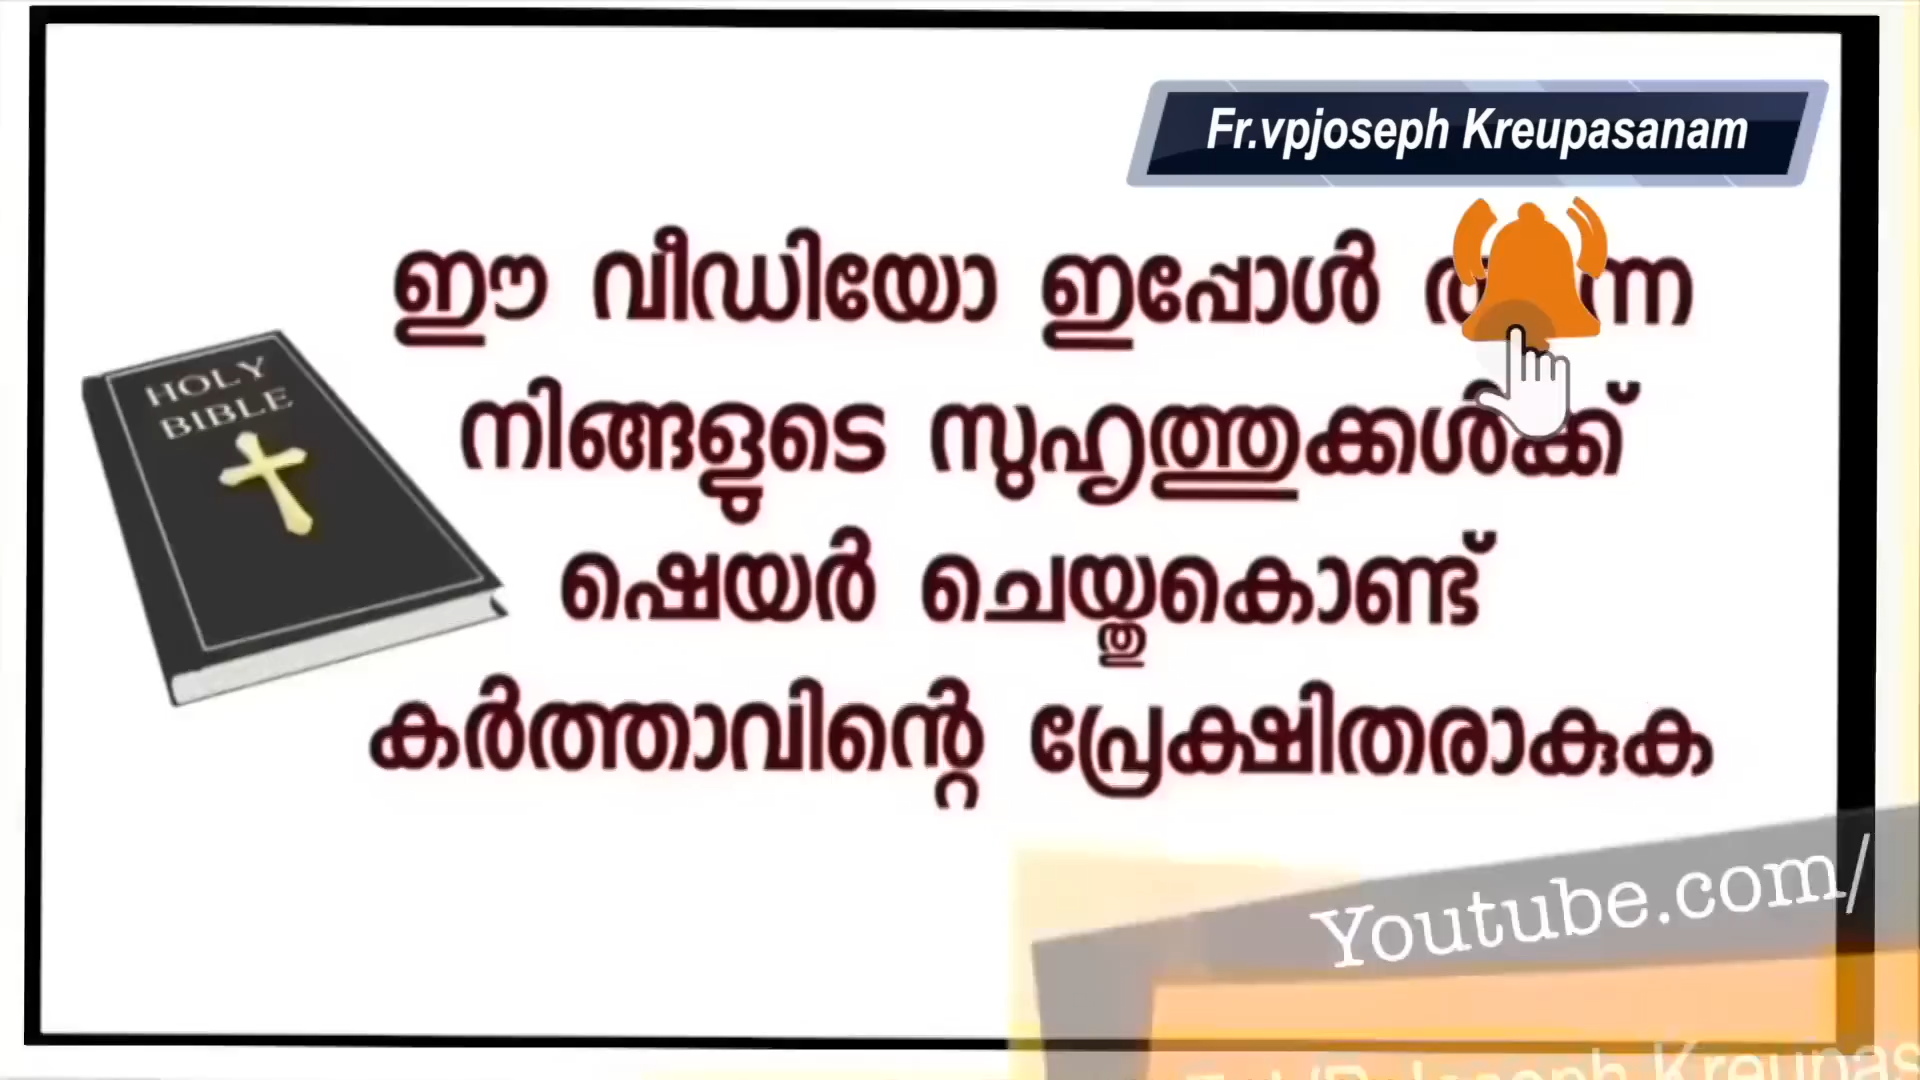 Fr.vpjoseph Kreupasanam
ഈ വീഡിയോ ഇപ്പോൾ
നിങ്ങളുടെ സുഹൃത്തുക്കൾക്ക്
ഷെയർ ചെയ്തുകൊണ്ട്
കർത്താവിന്റെ പ്രേക്ഷിതരാകുക
HOLY
BIBLE
Youtube.com/